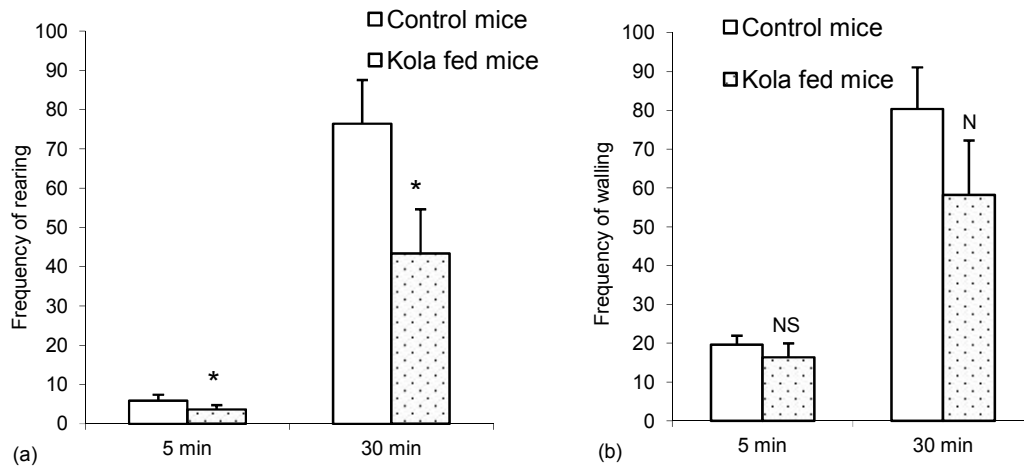 Control mice
Kola fed mice
100
90
80
70
60
50
40
30
20
10
0
Frequency of rearing
*
*
5 min
30 min
(a)
Control mice
Kola fed mice
100
90
80
70
60
50
40
30
20
10
0
Frequency of walling
NS
N
5 min
30 min
(b)